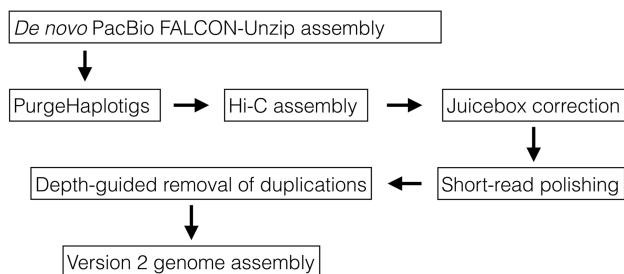 De novo PacBio FALCON-Unzip assembly
PurgeHaplotigs
Hi-C assembly
Juicebox correction
Short-read polishing
Depth-guided removal of duplications
Version 2 genome assembly